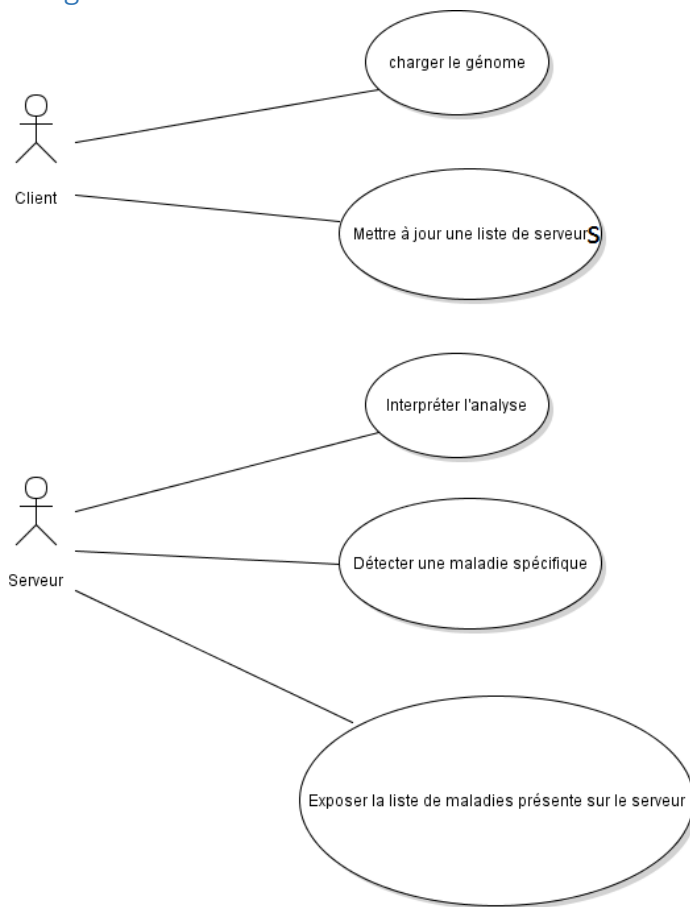 charger le génome
Client
Mettre à jour une liste de serveurs
Interpréter l'analyse
Détecter une maladie spécifique
Serveur
Exposer la liste de maladies présente sur le serveur